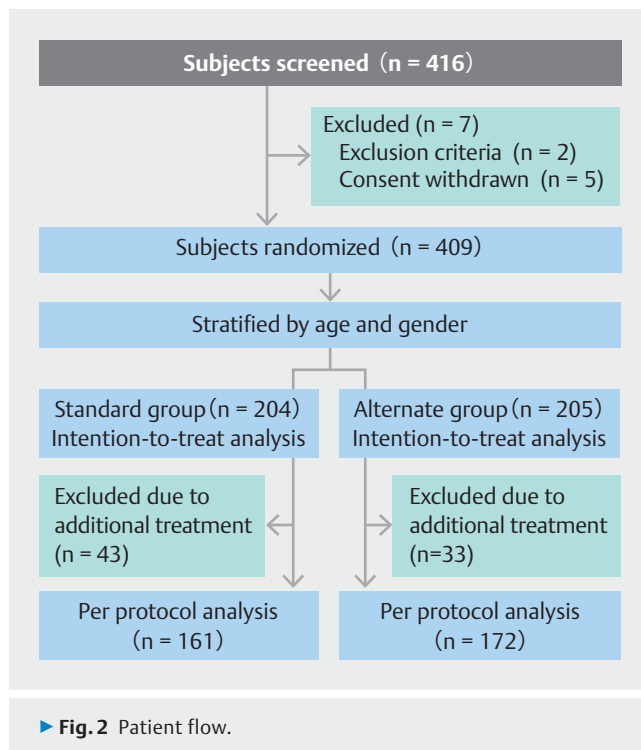 Subjects screened (n = 416)
Excluded (n = 7)
Exclusion criteria (n = 2)
Consent withdrawn (n = 5)
Subjects randomized (n = 409)
Stratified by age and gender
Standard group (n = 204)
Intention-to-treat analysis
Alternate group (n = 205)
Intention-to-treat analysis
Excluded due to
additional treatment
(n = 43)
Excluded due to
additional treatment
(n=33)
Per protocol analysis
(n = 161)
Per protocol analysis
(n = 172)
▶ Fig. 2 Patient flow.